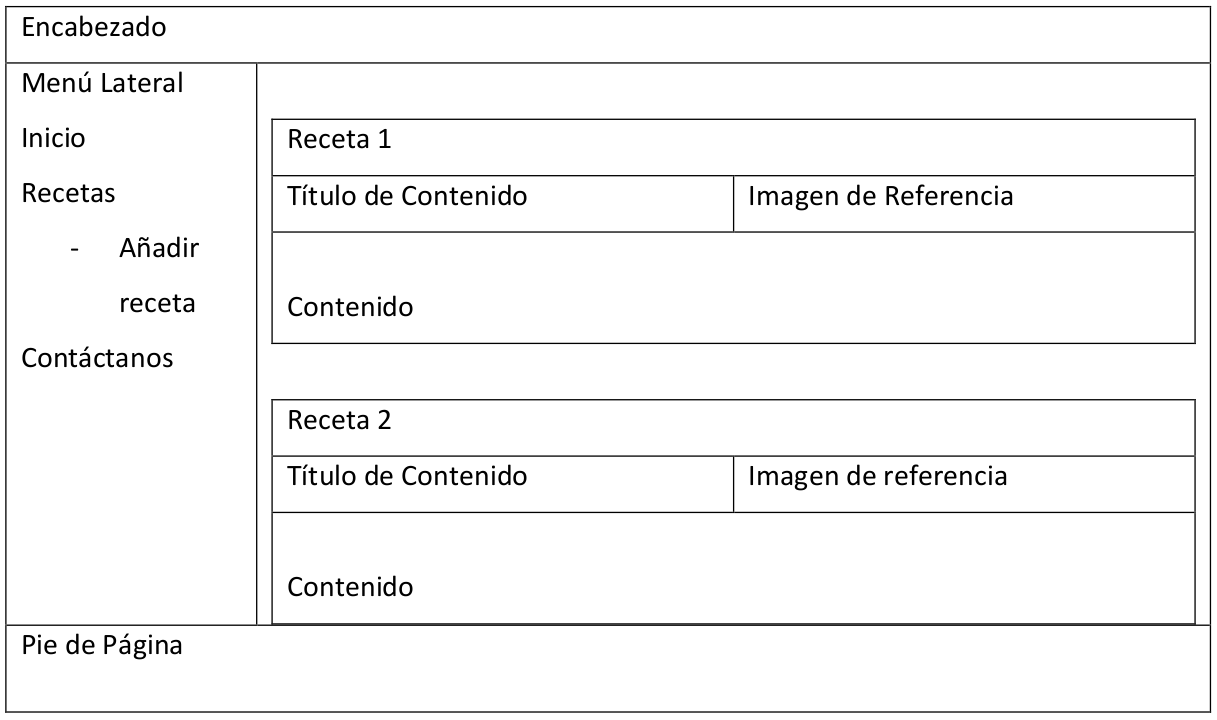 Encabezado
Menú Lateral
Inicio
Recetas
- Añadir
receta
Contáctanos
Receta 1
Título de Contenido
Imagen de Referencia
Contenido
Receta 2
Título de Contenido
Imagen de referencia
Contenido
Pie de Página